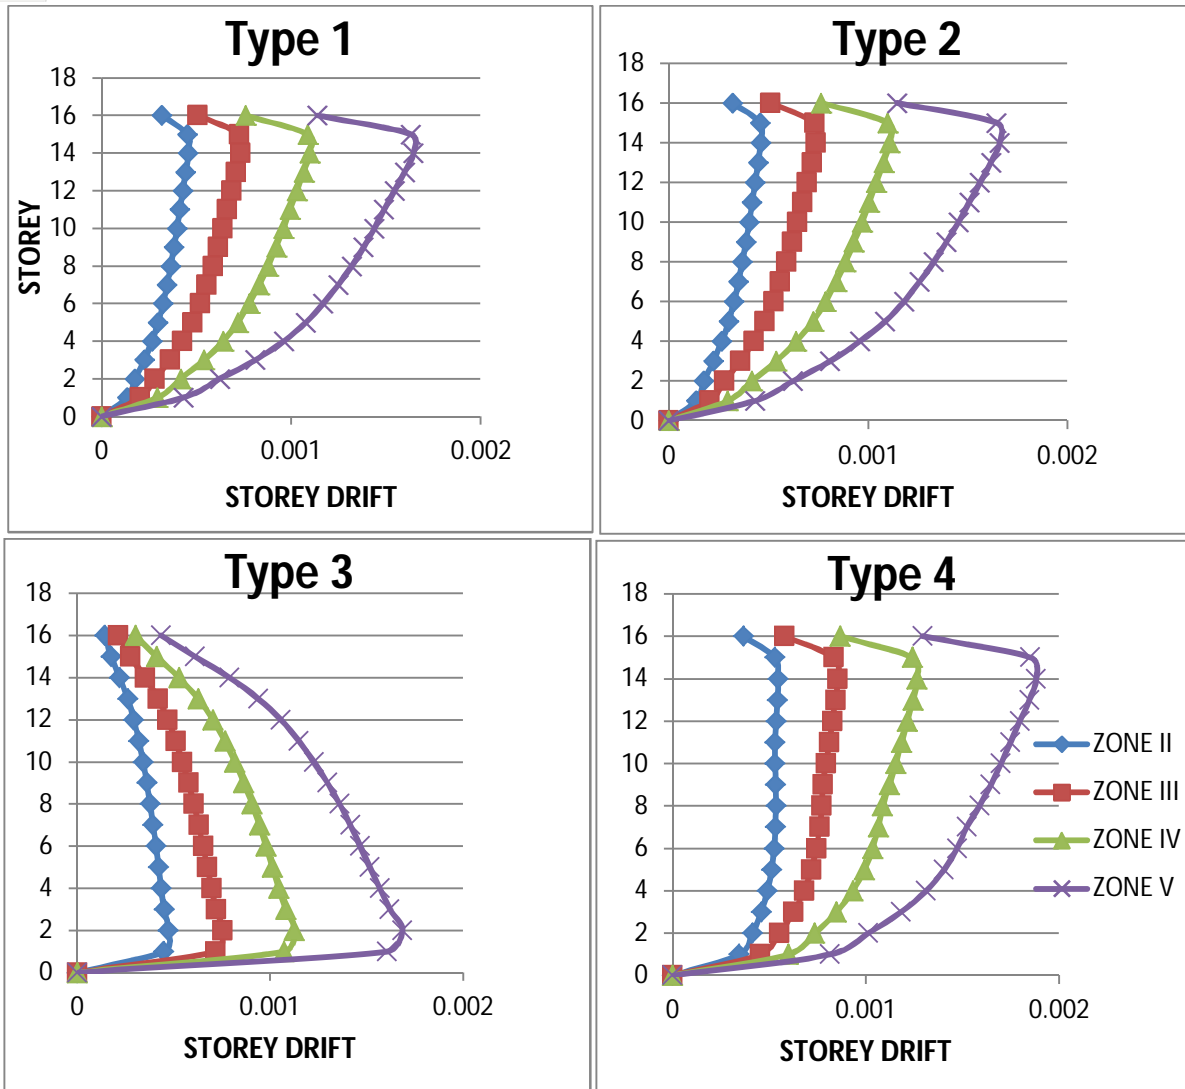 Type 1
18
16
14
12
10
8
6
4
2
0
STOREY
0 0.001 0.002
STOREY DRIFT
Type 2
18
16
14
12
10
8
6
4
2
0
0 0.001 0.002
STOREY DRIFT
Type 3
18
16
14
12
10
8
6
4
2
0
0 0.001 0.002
STOREY DRIFT
Type 4
18
16
14
12
10
8
6
4
2
0
0 0.001 0.002
STOREY DRIFT
ZONE II
ZONE III
ZONE IV
ZONE V